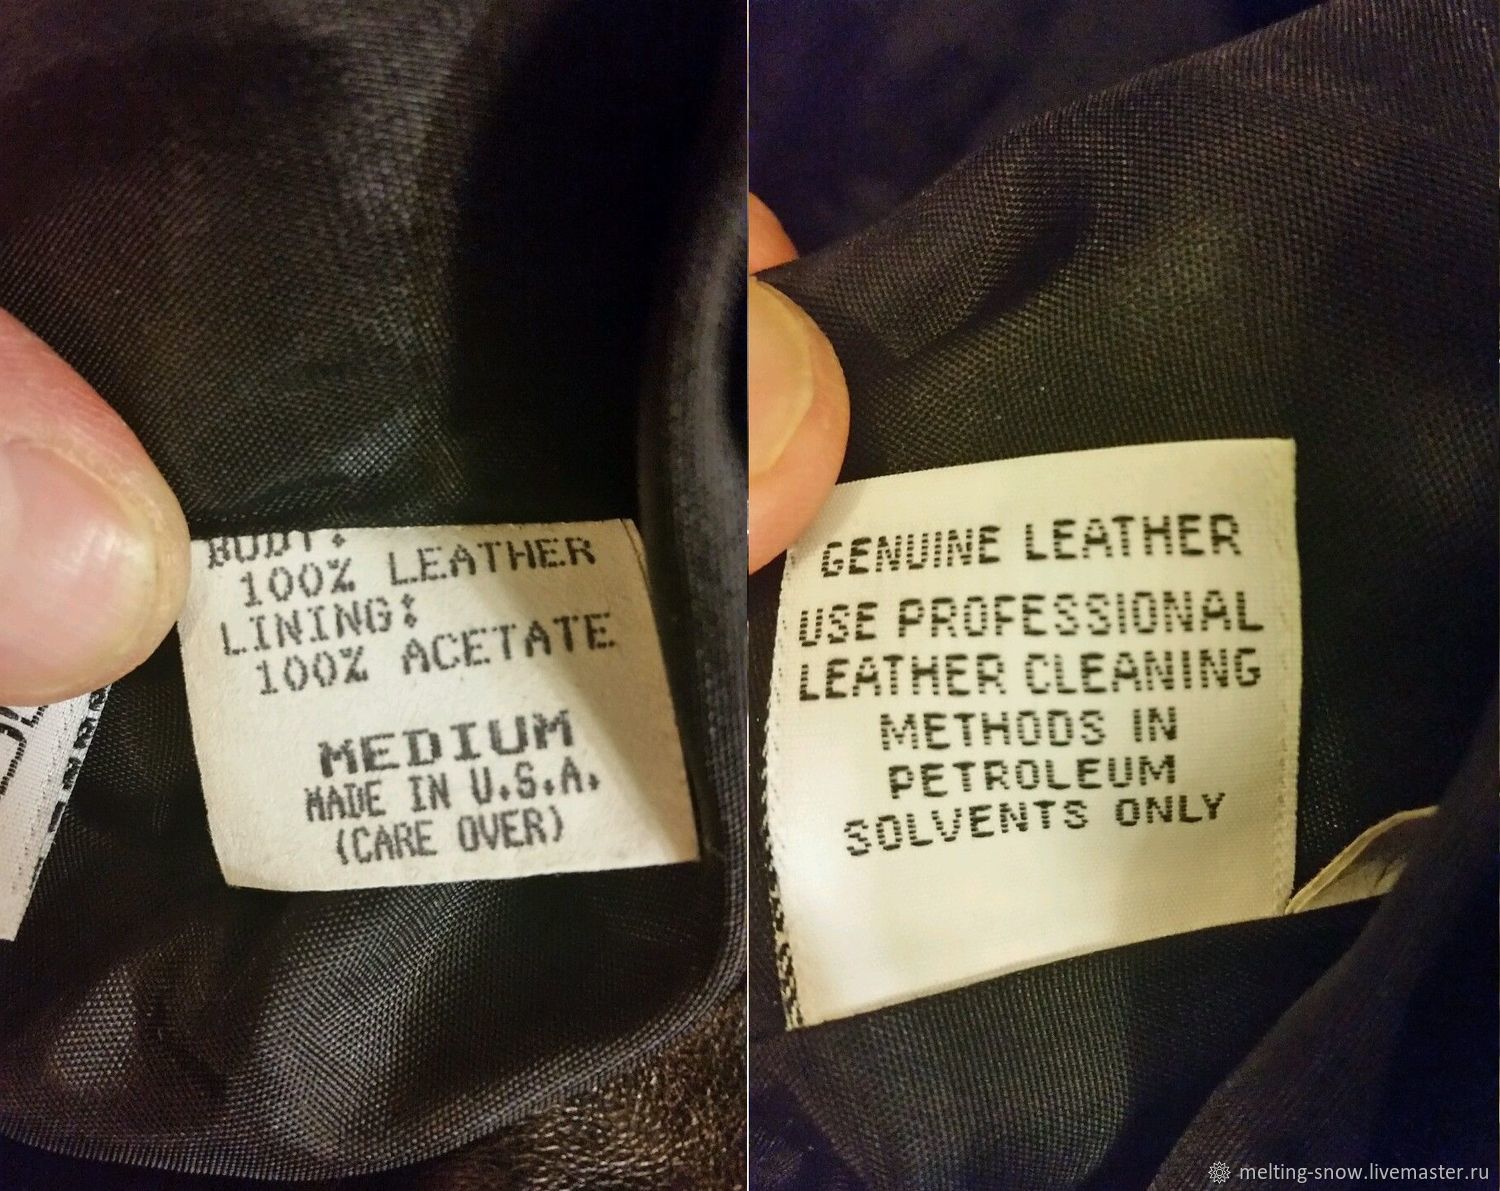 BODY:
100% LEATHER
LINING:
100% ACETATE
MEDIUM
MADE IN U.S.A.
(CARE OVER)
GENUINE LEATHER
USE PROFESSIONAL
LEATHER CLEANING
METHODS IN
PETROLEUM
SOLVENTS ONLY
melting-snow.livemaster.ru